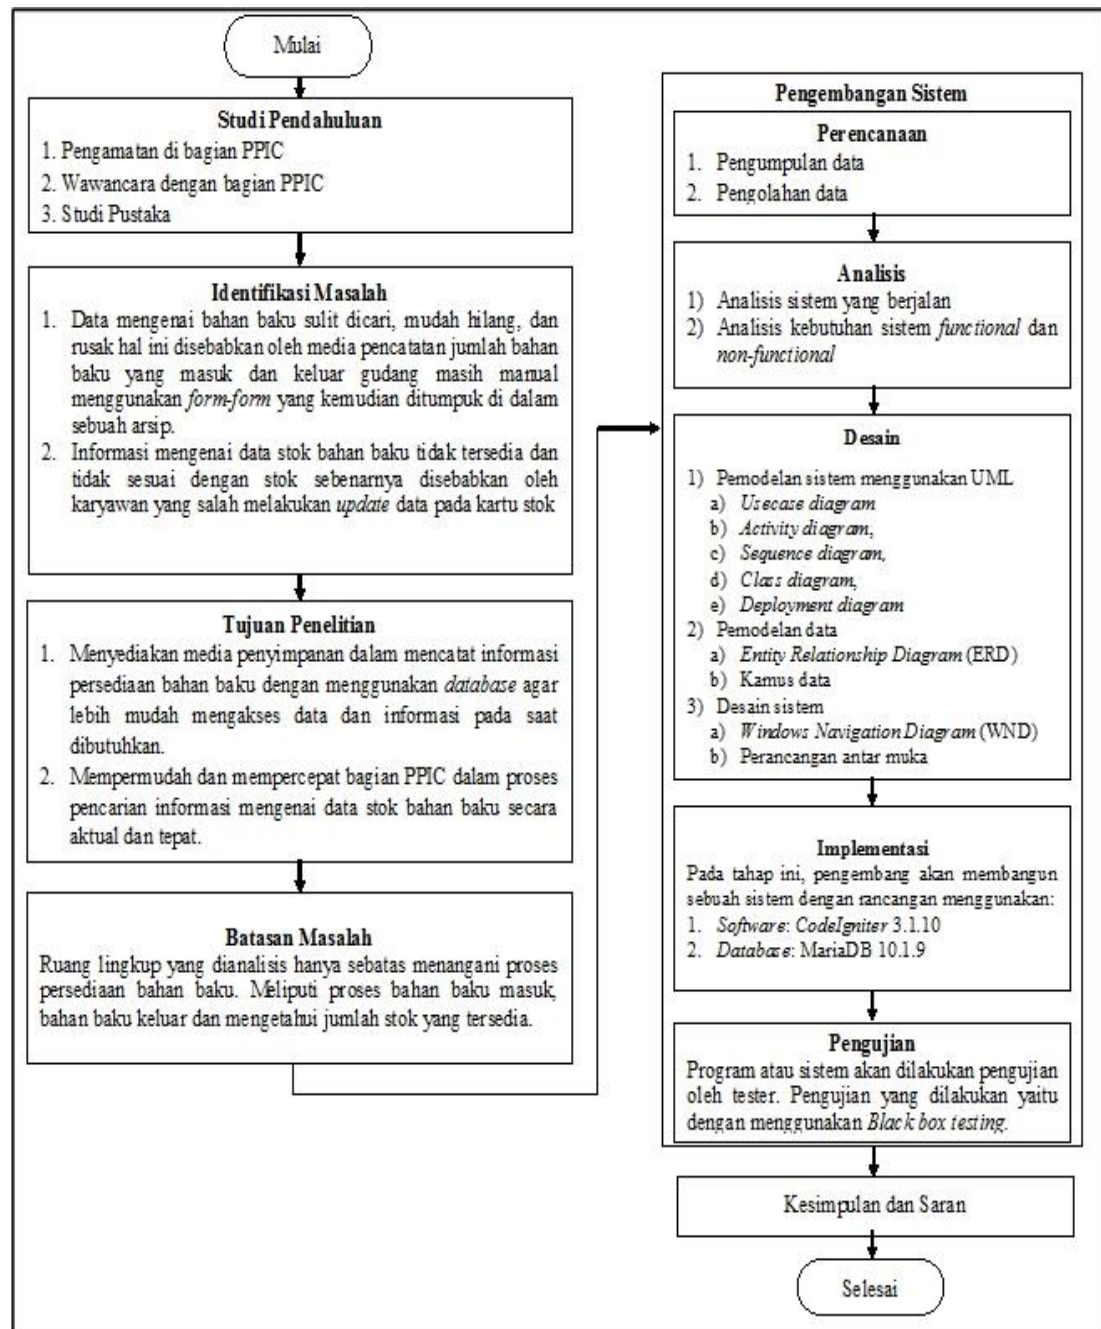 Mulai
Studi Pendahuluan
1. Pengamatan di bagian PPIC
2. Wawancara dengan bagian PPIC
3. Studi Pustaka
Identifikasi Masalah
1. Data mengenai bahan baku sulit dicari, mudah hilang, dan
rusak hal ini disebabkan oleh media pencatatan jumlah bahan
baku yang masuk dan keluar gudang masih manual
menggunakan form-form yang kemudian ditumpuk di dalam
sebuah arsip.
2. Informasi mengenai data stok bahan baku tidak tersedia dan
tidak sesuai dengan stok sebenarnya disebabkan oleh
karyawan yang salah melakukan update data pada kartu stok
Tujuan Penelitian
1. Menyediakan media penyimpanan dalam mencatat informasi
persediaan bahan baku dengan menggunakan database agar
lebih mudah mengakses data dan informasi pada saat
dibutuhkan.
2. Mempermudah dan mempercepat bagian PPIC dalam proses
pencarian informasi mengenai data stok bahan baku secara
aktual dan tepat.
Batasan Masalah
Ruang lingkup yang dianalisis hanya sebatas menangani proses
persediaan bahan baku. Meliputi proses bahan baku masuk,
bahan baku keluar dan mengetahui jumlah stok yang tersedia.
Pengembangan Sistem
Perencanaan
1. Pengumpulan data
2. Pengolahan data
Analisis
1) Analisis sistem yang berjalan
2) Analisis kebutuhan sistem functional dan
non-functional
Desain
1) Pemodelan sistem menggunakan UML
a) Usecase diagram
b) Activity diagram,
c) Sequence diagram,
d) Class diagram,
e) Deployment diagram
2) Pemodelan data
a) Entity Relationship Diagram (ERD)
b) Kamus data
3) Desain sistem
a) Windows Navigation Diagram (WND)
b) Perancangan antar muka
Implementasi
Pada tahap ini, pengembang akan membangun
sebuah sistem dengan rancangan menggunakan:
1. Software: CodeIgniter 3.1.10
2. Database: MariaDB 10.1.9
Pengujian
Program atau sistem akan dilakukan pengujian
oleh tester. Pengujian yang dilakukan yaitu
dengan menggunakan Black box testing.
Kesimpulan dan Saran
Selesai